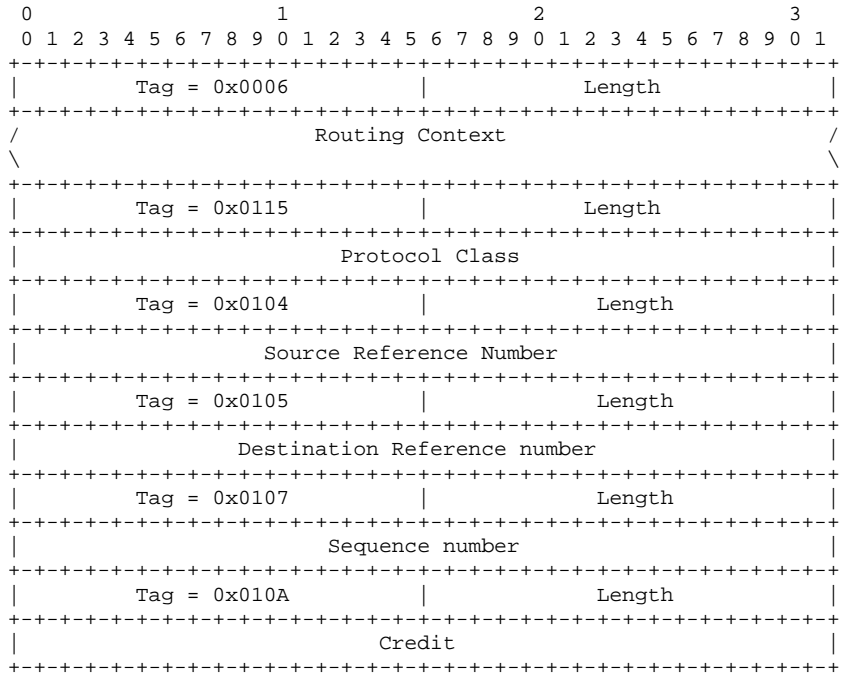 0                   1                   2                   3
 0 1 2 3 4 5 6 7 8 9 0 1 2 3 4 5 6 7 8 9 0 1 2 3 4 5 6 7 8 9 0 1
+-+-+-+-+-+-+-+-+-+-+-+-+-+-+-+-+-+-+-+-+-+-+-+-+-+-+-+-+-+-+-+-+
|         Tag = 0x0006          |            Length             |
+-+-+-+-+-+-+-+-+-+-+-+-+-+-+-+-+-+-+-+-+-+-+-+-+-+-+-+-+-+-+-+-+
/                       Routing Context                         /
\                                                               \
+-+-+-+-+-+-+-+-+-+-+-+-+-+-+-+-+-+-+-+-+-+-+-+-+-+-+-+-+-+-+-+-+
|         Tag = 0x0115          |            Length             |
+-+-+-+-+-+-+-+-+-+-+-+-+-+-+-+-+-+-+-+-+-+-+-+-+-+-+-+-+-+-+-+-+
|                         Protocol Class                        |
+-+-+-+-+-+-+-+-+-+-+-+-+-+-+-+-+-+-+-+-+-+-+-+-+-+-+-+-+-+-+-+-+
|         Tag = 0x0104          |             Length            |
+-+-+-+-+-+-+-+-+-+-+-+-+-+-+-+-+-+-+-+-+-+-+-+-+-+-+-+-+-+-+-+-+
|                   Source Reference Number                     |
+-+-+-+-+-+-+-+-+-+-+-+-+-+-+-+-+-+-+-+-+-+-+-+-+-+-+-+-+-+-+-+-+
|         Tag = 0x0105          |             Length            |
+-+-+-+-+-+-+-+-+-+-+-+-+-+-+-+-+-+-+-+-+-+-+-+-+-+-+-+-+-+-+-+-+
|                 Destination Reference number                  |
+-+-+-+-+-+-+-+-+-+-+-+-+-+-+-+-+-+-+-+-+-+-+-+-+-+-+-+-+-+-+-+-+
|         Tag = 0x0107          |             Length            |
+-+-+-+-+-+-+-+-+-+-+-+-+-+-+-+-+-+-+-+-+-+-+-+-+-+-+-+-+-+-+-+-+
|                        Sequence number                        |
+-+-+-+-+-+-+-+-+-+-+-+-+-+-+-+-+-+-+-+-+-+-+-+-+-+-+-+-+-+-+-+-+
|         Tag = 0x010A          |             Length            |
+-+-+-+-+-+-+-+-+-+-+-+-+-+-+-+-+-+-+-+-+-+-+-+-+-+-+-+-+-+-+-+-+
|                            Credit                             |
+-+-+-+-+-+-+-+-+-+-+-+-+-+-+-+-+-+-+-+-+-+-+-+-+-+-+-+-+-+-+-+-+